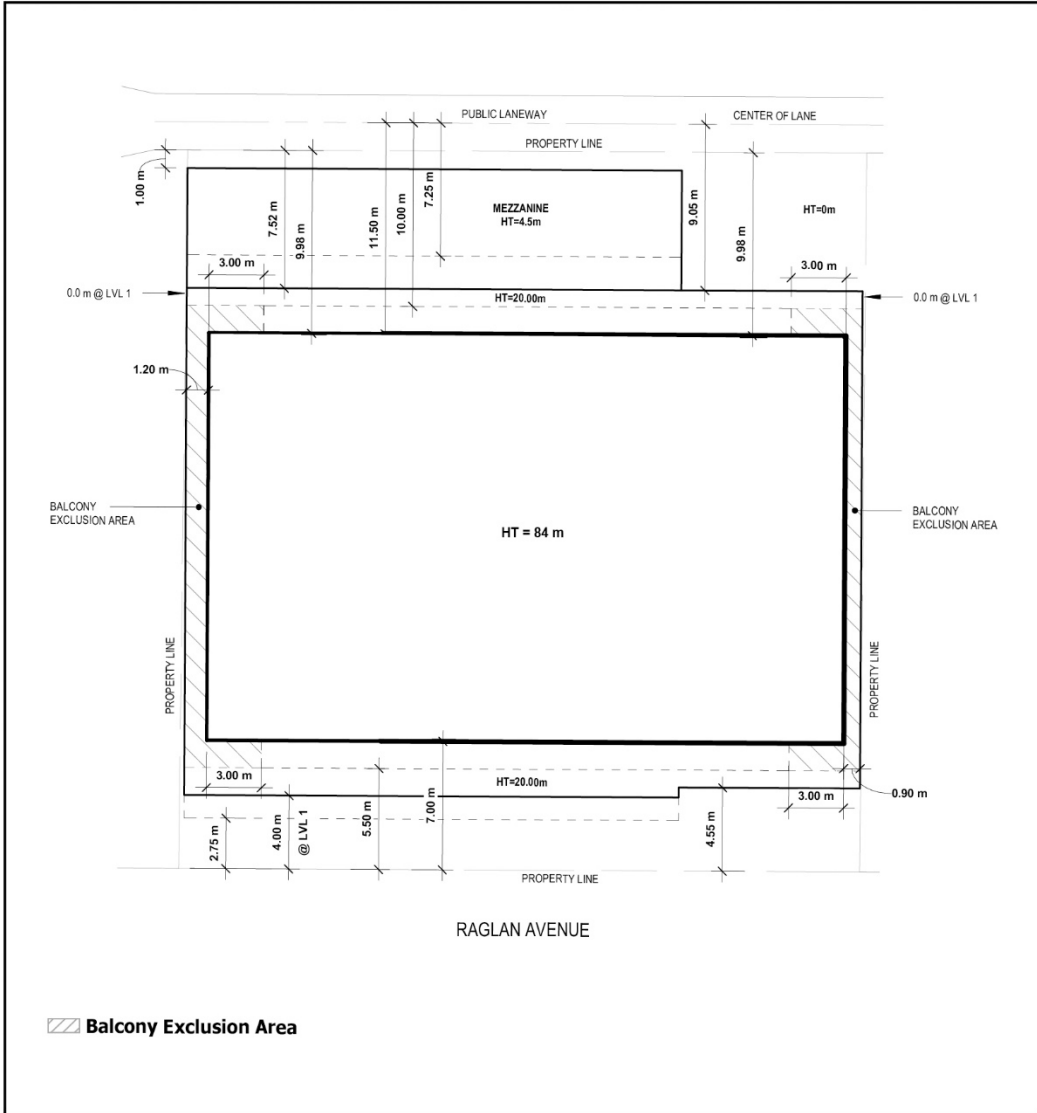 PUBLIC LANEWAY
CENTER OF LANE
PROPERTY LINE
1.00 m
7.52 m
9.98 m
11.50 m
10.00 m
7.25 m
MEZZANINE
HT=4.5m
9.05 m
9.98 m
HT=0m
3.00 m
3.00 m
0.0 m @ LVL 1
HT=20.00m
0.0 m @ LVL 1
1.20 m
BALCONY
EXCLUSION AREA
HT = 84 m
BALCONY
EXCLUSION AREA
PROPERTY LINE
PROPERTY LINE
3.00 m
HT=20.00m
3.00 m
0.90 m
2.75 m
4.00 m
@ LVL 1
5.50 m
7.00 m
4.55 m
PROPERTY LINE
RAGLAN AVENUE
Balcony Exclusion Area